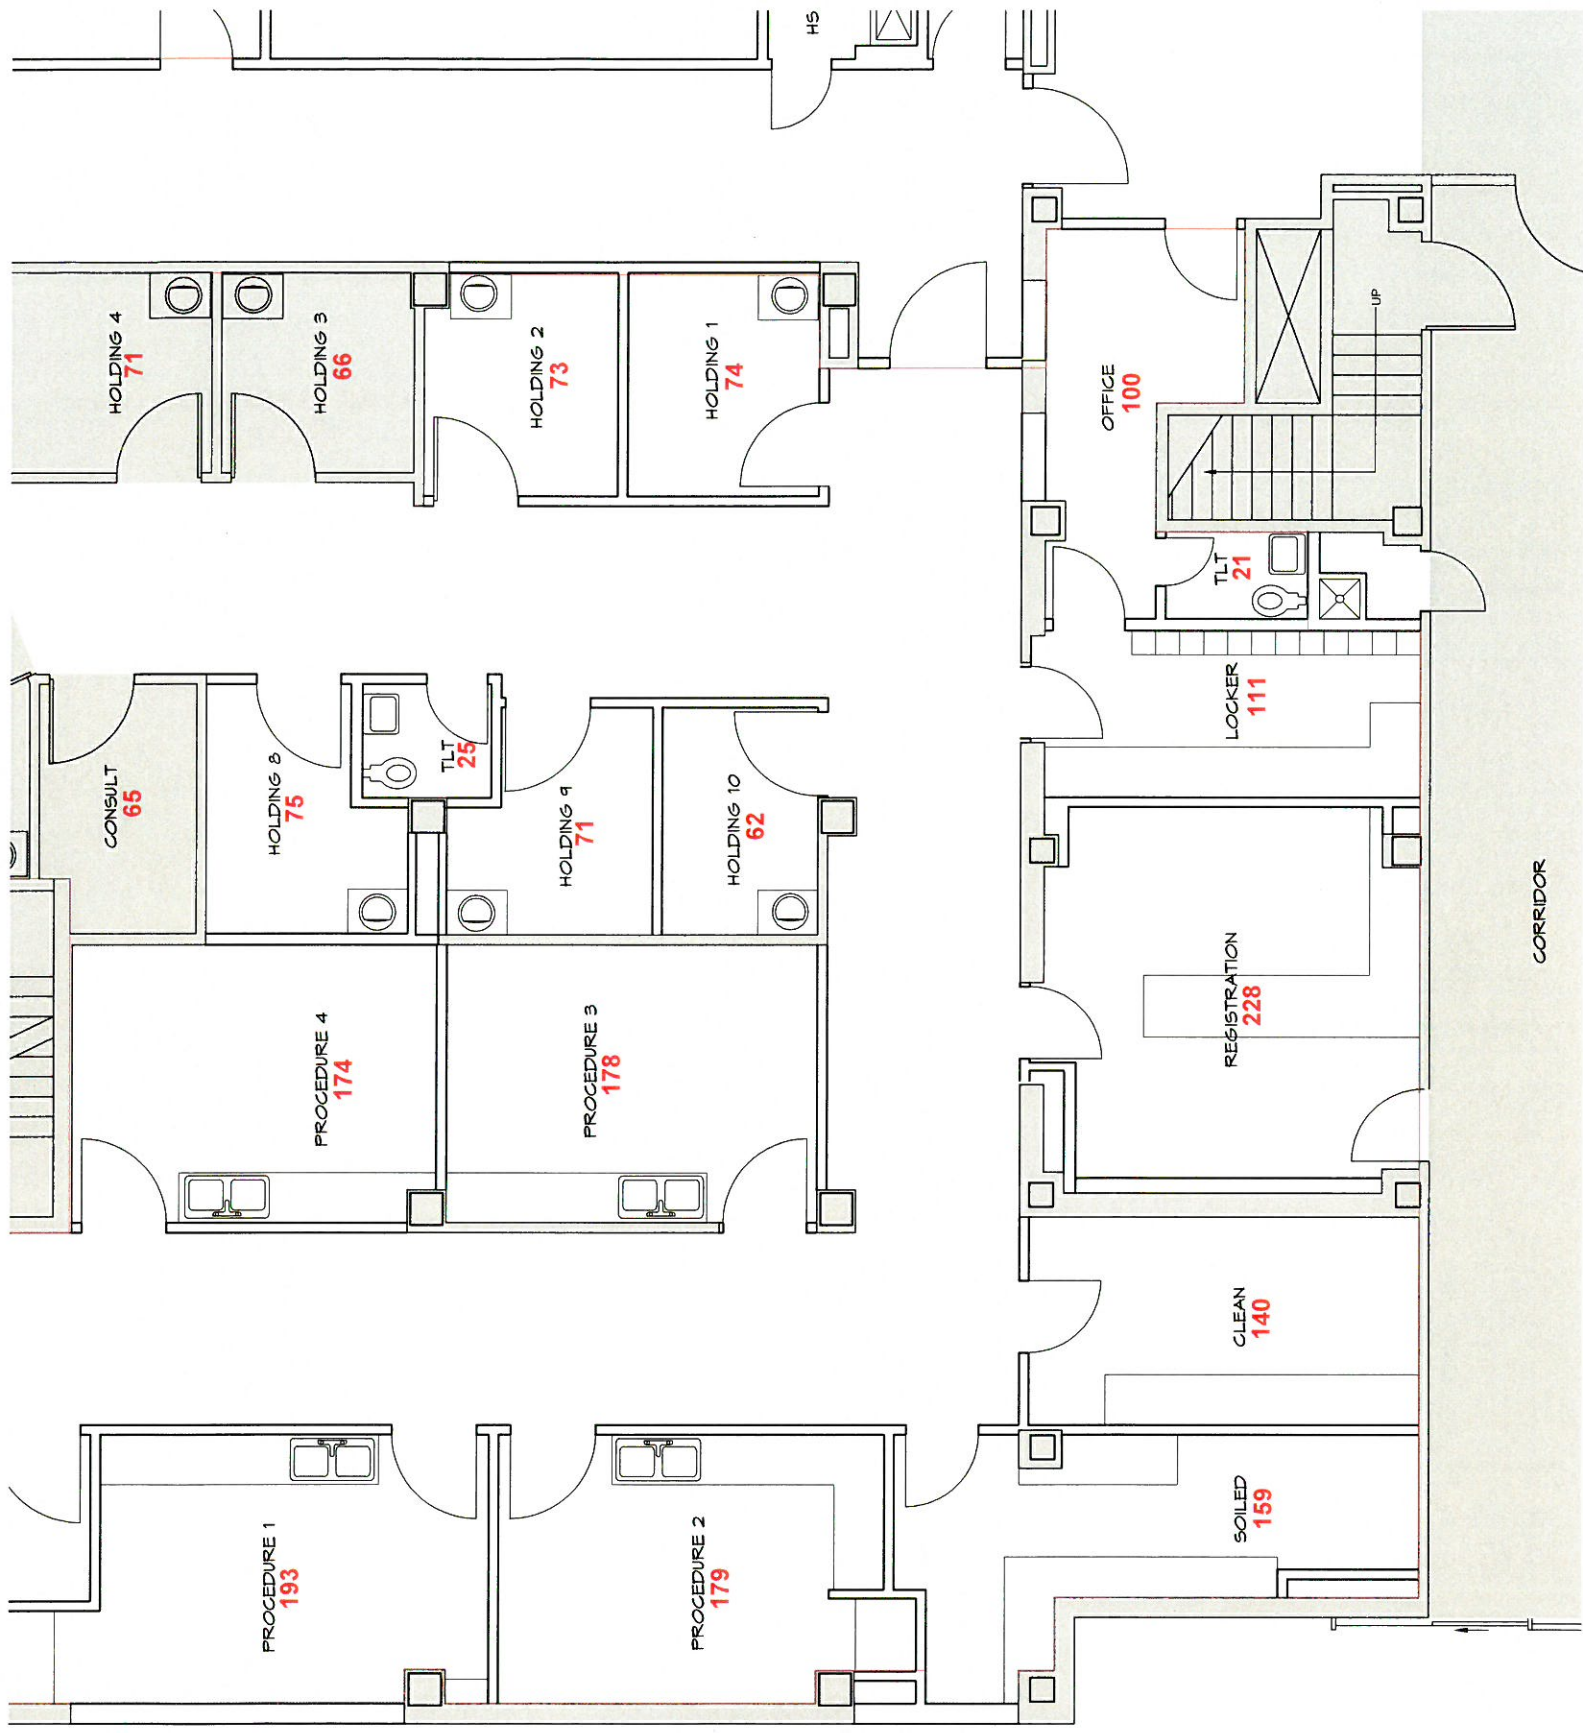 HS
HOLDING 4
71
HOLDING 3
66
HOLDING 2
73
HOLDING 1
74
OFFICE
100
UP
TLT
21
LOCKER
111
CONSULT
65
HOLDING 8
75
TLT
25
HOLDING 9
71
HOLDING 10
62
CORRIDOR
REGISTRATION
228
PROCEDURE 4
174
PROCEDURE 3
178
CLEAN
140
SOILED
159
PROCEDURE 1
193
PROCEDURE 2
179